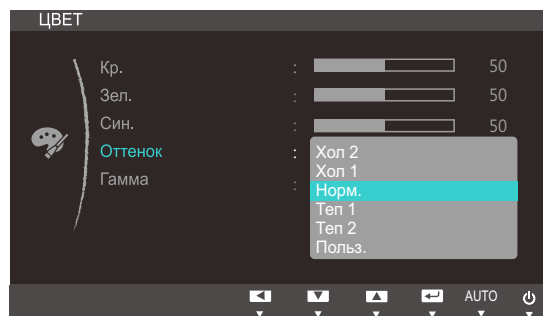 ЦВЕТ
Кр. : 50
Зел. : 50
Син. : 50
Оттенок : Хол 2
Хол 1
Гамма : Норм.
Теп 1
Теп 2
Польз.
AUTO